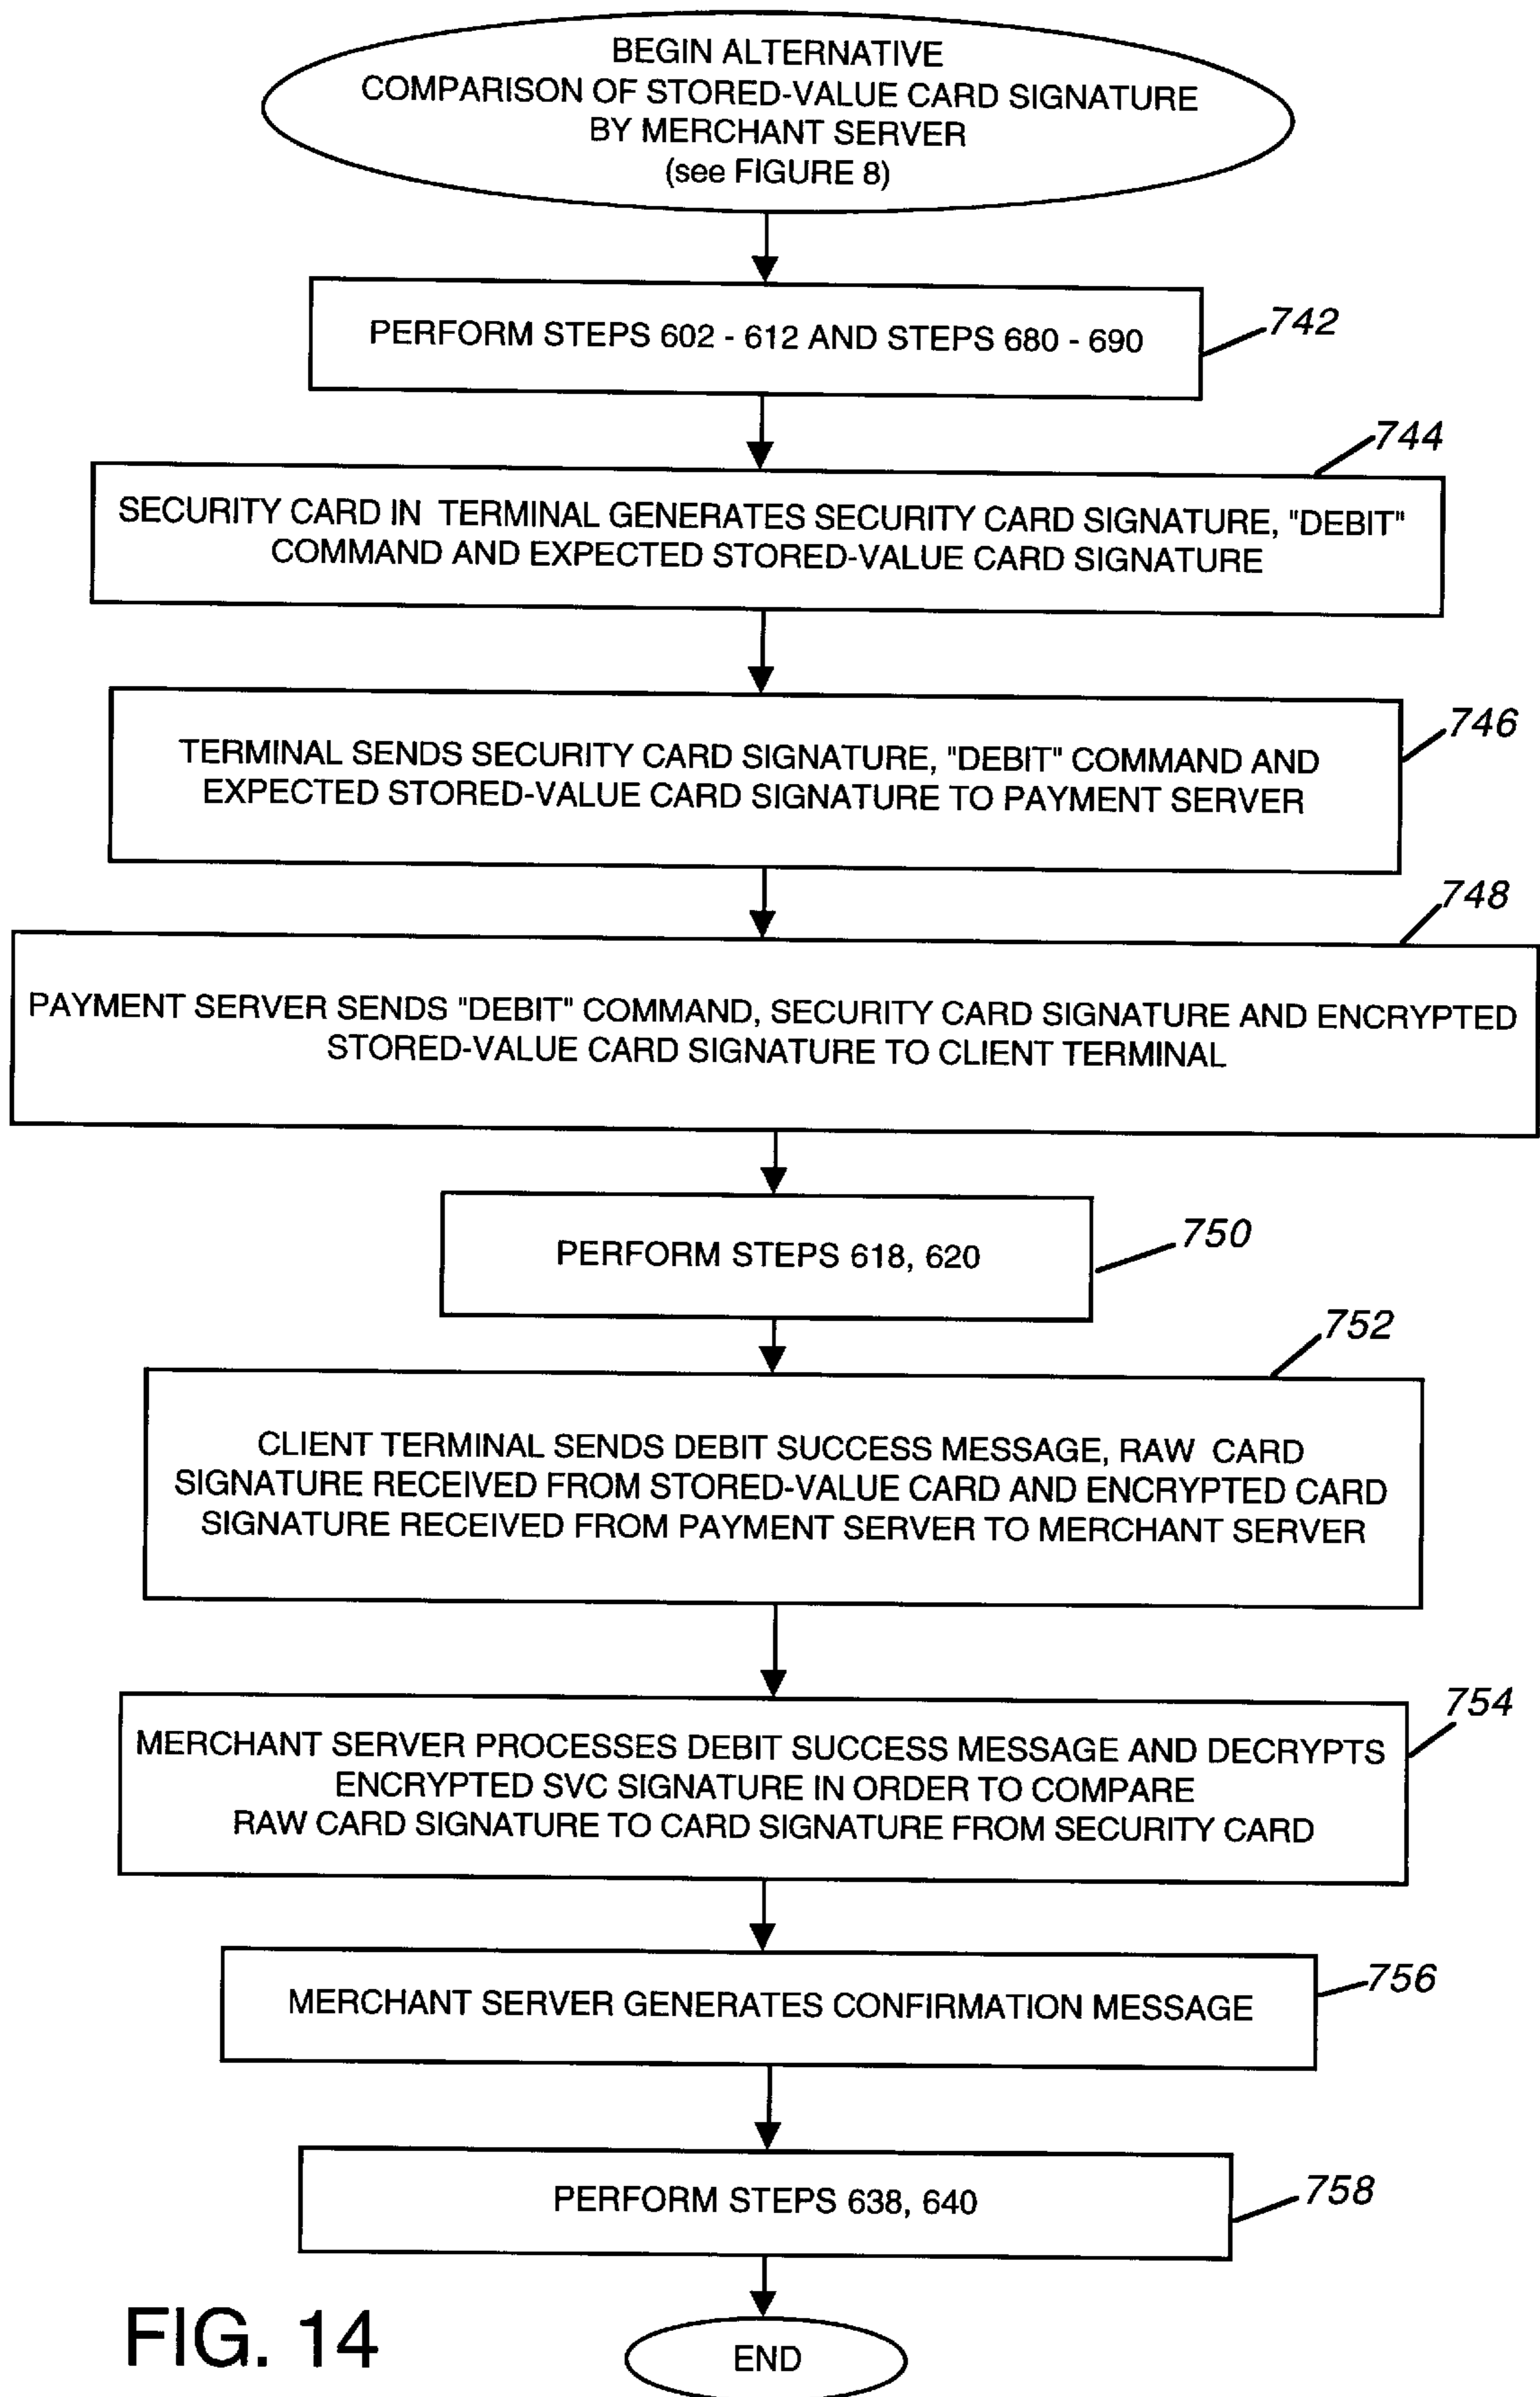 BEGIN ALTERNATIVE
COMPARISON OF STORED-VALUE CARD SIGNATURE
BY MERCHANT SERVER
(see FIGURE 8)
PERFORM STEPS 602 - 612 AND STEPS 680 - 690
742
744
SECURITY CARD IN TERMINAL GENERATES SECURITY CARD SIGNATURE, "DEBIT"
COMMAND AND EXPECTED STORED-VALUE CARD SIGNATURE
746
TERMINAL SENDS SECURITY CARD SIGNATURE, "DEBIT" COMMAND AND
EXPECTED STORED-VALUE CARD SIGNATURE TO PAYMENT SERVER
748
PAYMENT SERVER SENDS "DEBIT" COMMAND, SECURITY CARD SIGNATURE AND ENCRYPTED
STORED-VALUE CARD SIGNATURE TO CLIENT TERMINAL
PERFORM STEPS 618, 620
750
752
CLIENT TERMINAL SENDS DEBIT SUCCESS MESSAGE, RAW CARD
SIGNATURE RECEIVED FROM STORED-VALUE CARD AND ENCRYPTED CARD
SIGNATURE RECEIVED FROM PAYMENT SERVER TO MERCHANT SERVER
754
MERCHANT SERVER PROCESSES DEBIT SUCCESS MESSAGE AND DECRYPTS
ENCRYPTED SVC SIGNATURE IN ORDER TO COMPARE
RAW CARD SIGNATURE TO CARD SIGNATURE FROM SECURITY CARD
MERCHANT SERVER GENERATES CONFIRMATION MESSAGE
756
PERFORM STEPS 638, 640
758
FIG. 14
END